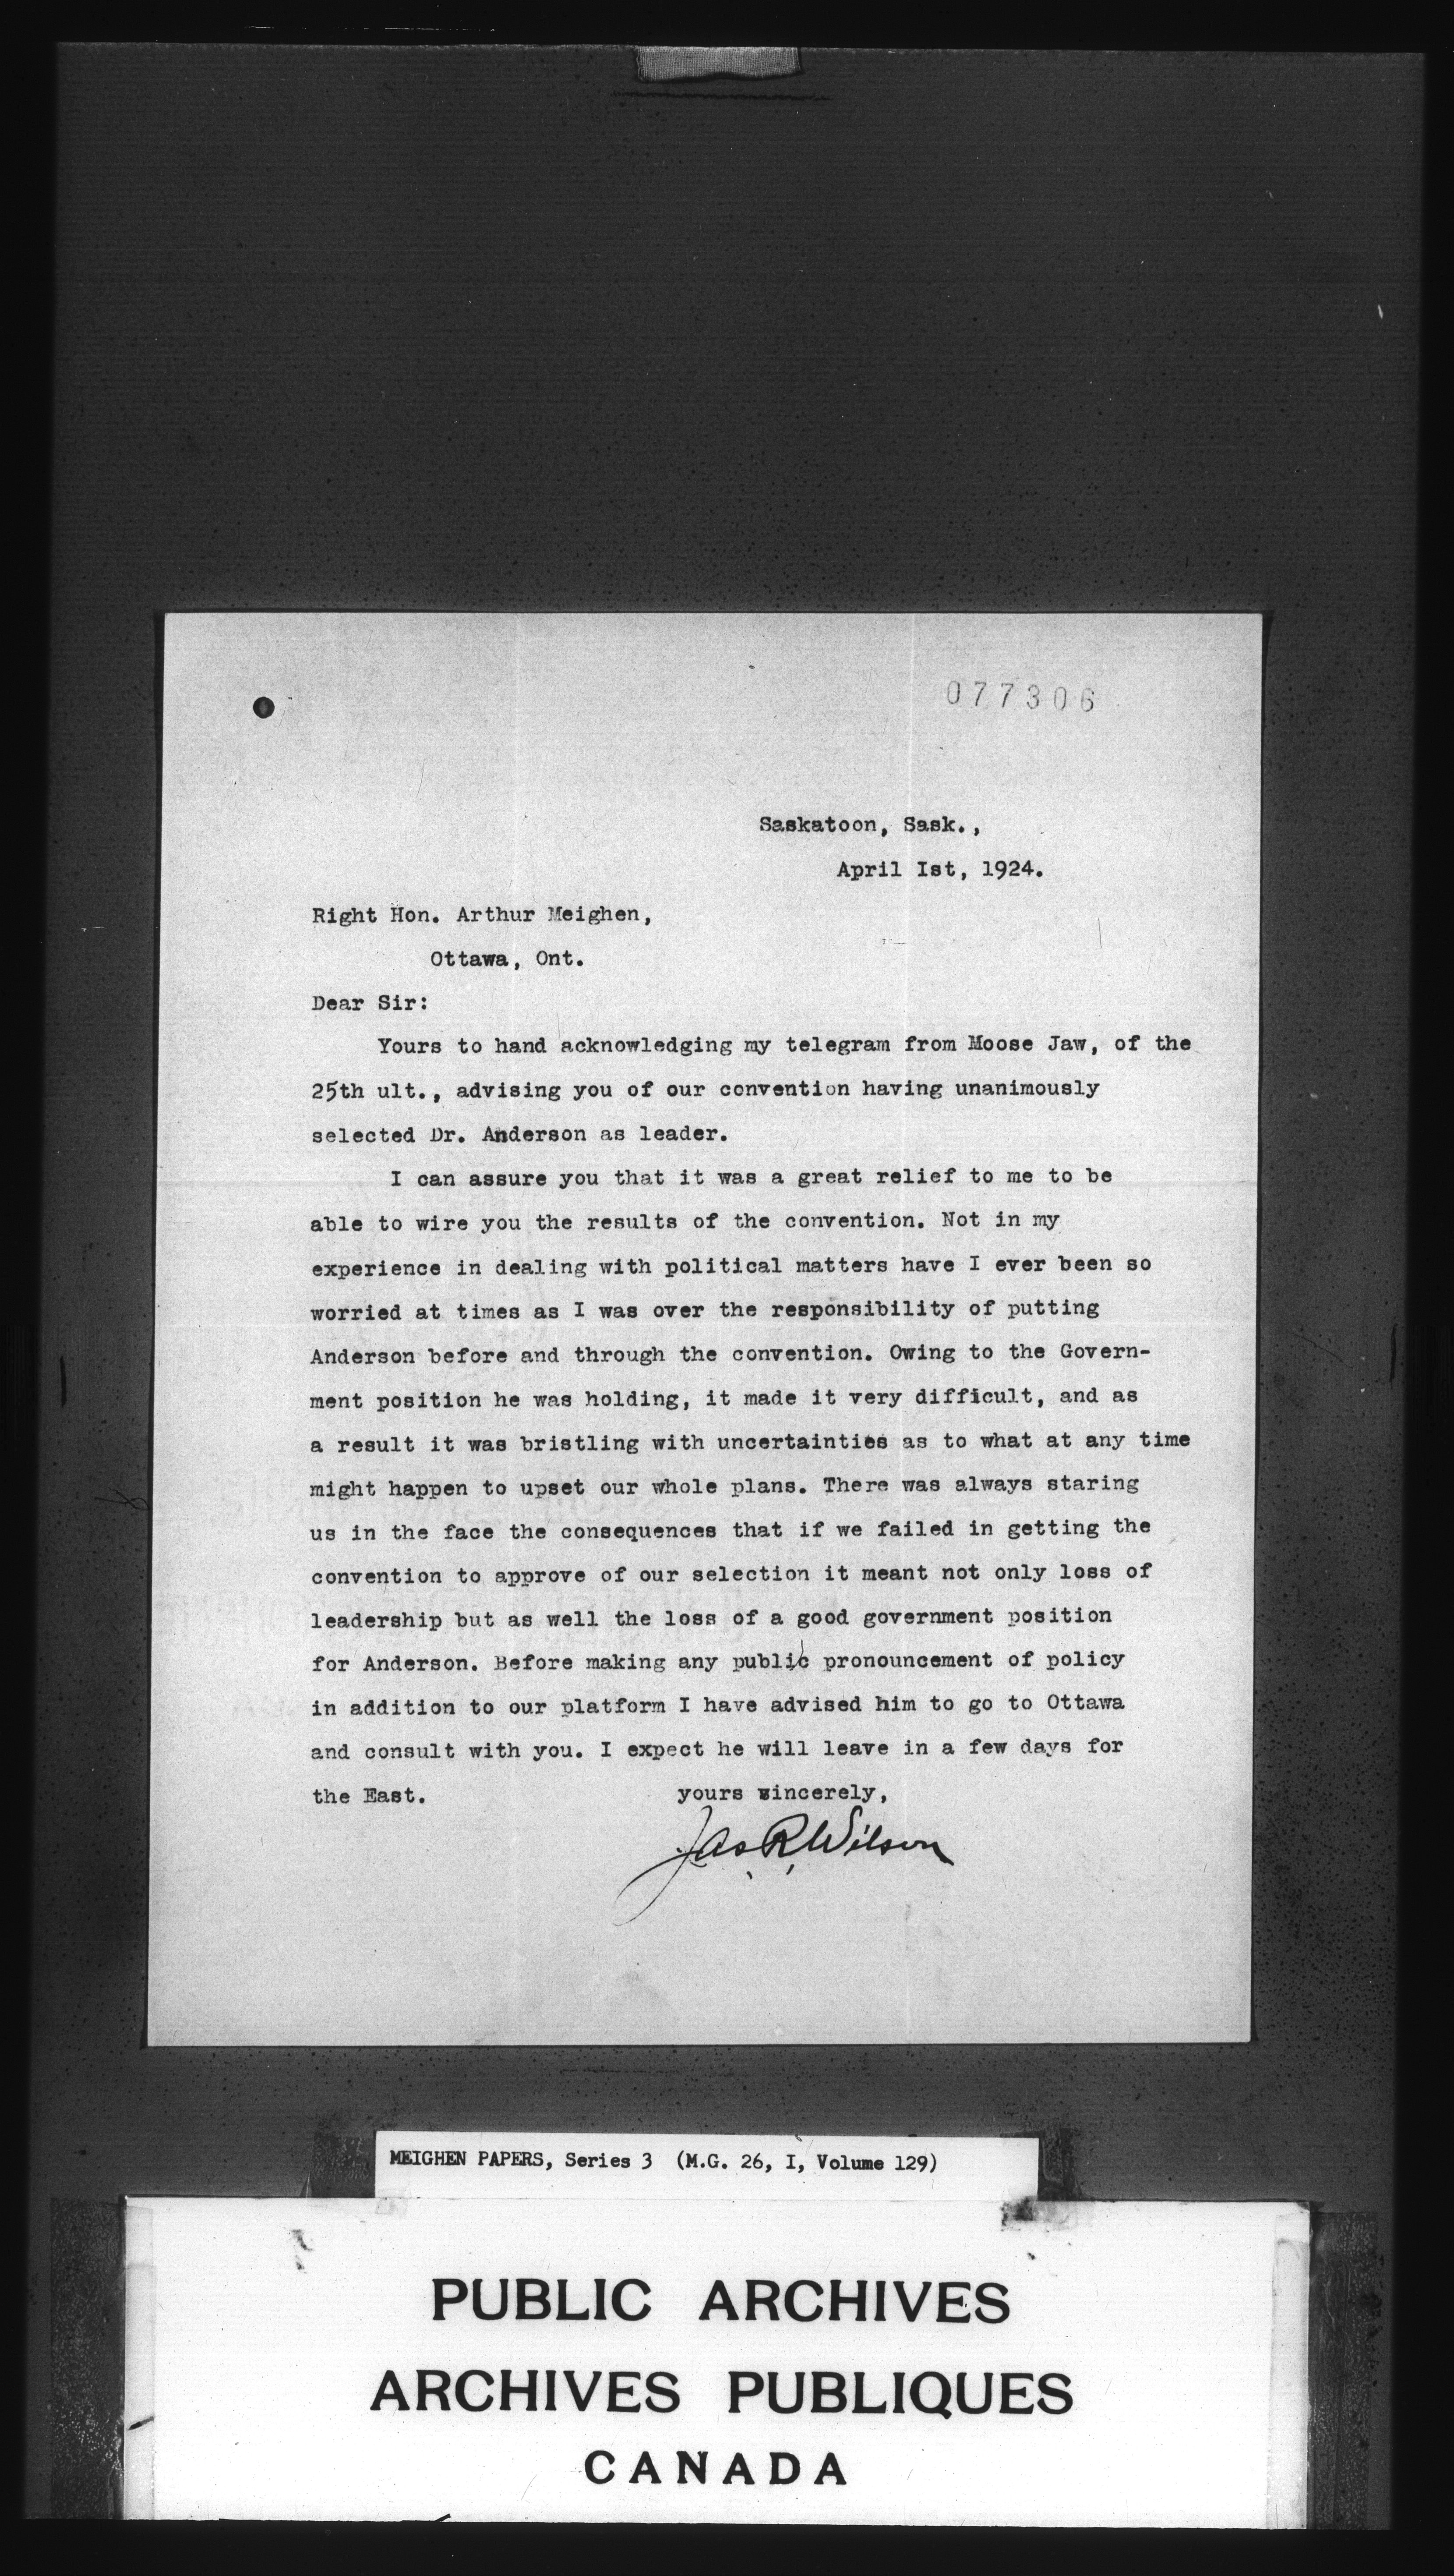 077306
Saskatoon, Sask.,
April Ist, 1924.
Right Hon. Arthur Meighen,
Ottawa, Ont.
Dear Sir:
Yours to hand acknowledging my telegram from Moose Jaw, of the
25th ult., advising you of our convention having unanimously
selected Dr. Anderson as leader.
I can assure you that it was a great relief to me to be
able to wire you the results of the convention. Not in my
experience in dealing with political matters have I ever been so
worried at times as I was over the responsibility of putting
Anderson before and through the convention. Owing to the Govern-
ment position he was holding, it made it very difficult, and as
a result it was bristling with uncertainties as to what at any time
might happen to upset our whole plans. There was always staring
us in the face the consequences that if we failed in getting the
convention to approve of our selection it meant not only loss of
leadership but as well the loss of a good government position
for Anderson. Before making any public pronouncement of policy
in addition to our platform I have advised him to go to Ottawa
and consult with you. I expect he will leave in a few days for
the East. yours sincerely,
Jas R Wilson
MEIGHEN PAPERS, Series 3 (M.G. 26, I, Volume 129)
PUBLIC ARCHIVES
ARCHIVES PUBLIQUES
CANADA